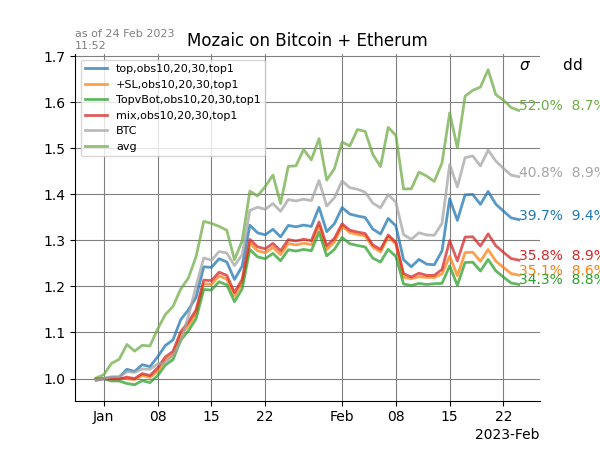 as of 24 Feb 2023
11:52
Mozaic on Bitcoin + Etherum
σ dd
top,obs10,20,30,top1
+SL,obs10,20,30,top1
TopvBot,obs10,20,30,top1
mix,obs10,20,30,top1
BTC
avg
1.7
1.6
1.5
1.4
1.3
1.2
1.1
1.0
52.0% 8.7%
40.8% 8.9%
39.7% 9.4%
35.8% 8.9%
35.1% 8.6%
34.3% 8.8%
Jan 08 15 22 Feb 08 15 22
2023-Feb